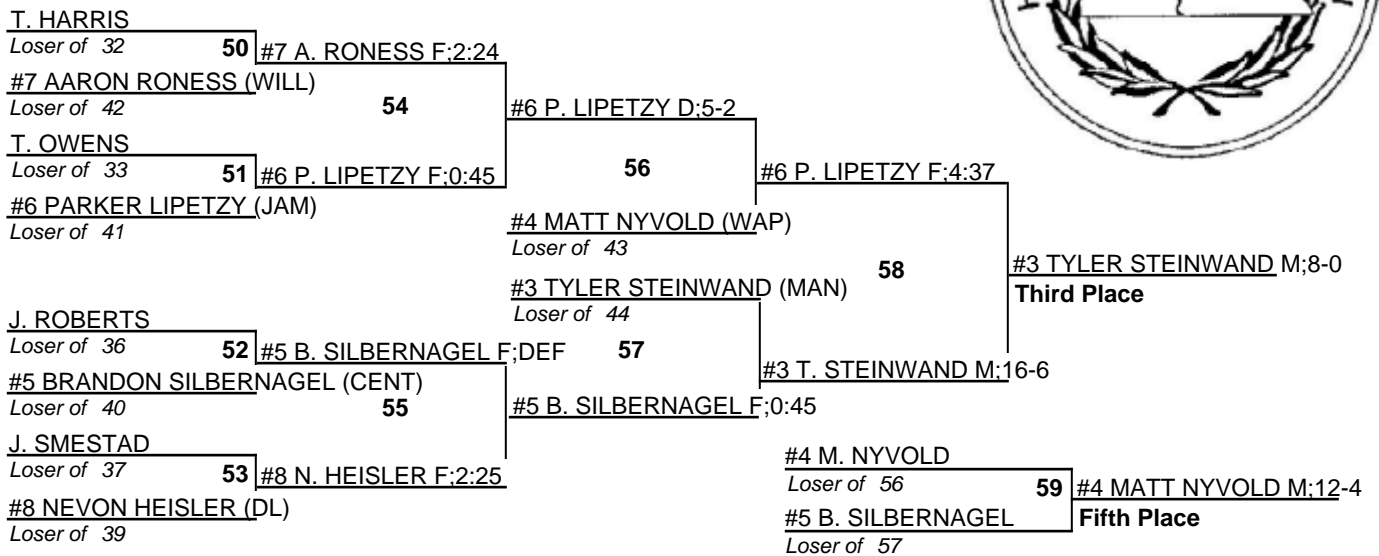 T. HARRIS
Loser of 32
50
#7 A. RONESS F;2:24
#7 AARON RONESS (WILL)
Loser of 42
54
#6 P. LIPETZY D;5-2
T. OWENS
Loser of 33
51
#6 P. LIPETZY F;0:45
56
#6 P. LIPETZY F;4:37
#6 PARKER LIPETZY (JAM)
Loser of 41
#4 MATT NYVOLD (WAP)
Loser of 43
58
#3 TYLER STEINWAND M;8-0
Third Place
#3 TYLER STEINWAND (MAN)
Loser of 44
J. ROBERTS
Loser of 36
52
#5 B. SILBERNAGEL F;DEF
57
#3 T. STEINWAND M;16-6
#5 BRANDON SILBERNAGEL (CENT)
Loser of 40
55
#5 B. SILBERNAGEL F;0:45
J. SMESTAD
Loser of 37
53
#8 N. HEISLER F;2:25
#8 NEVON HEISLER (DL)
Loser of 39
#4 M. NYVOLD
Loser of 56
59
#4 MATT NYVOLD M;12-4
Fifth Place
#5 B. SILBERNAGEL
Loser of 57